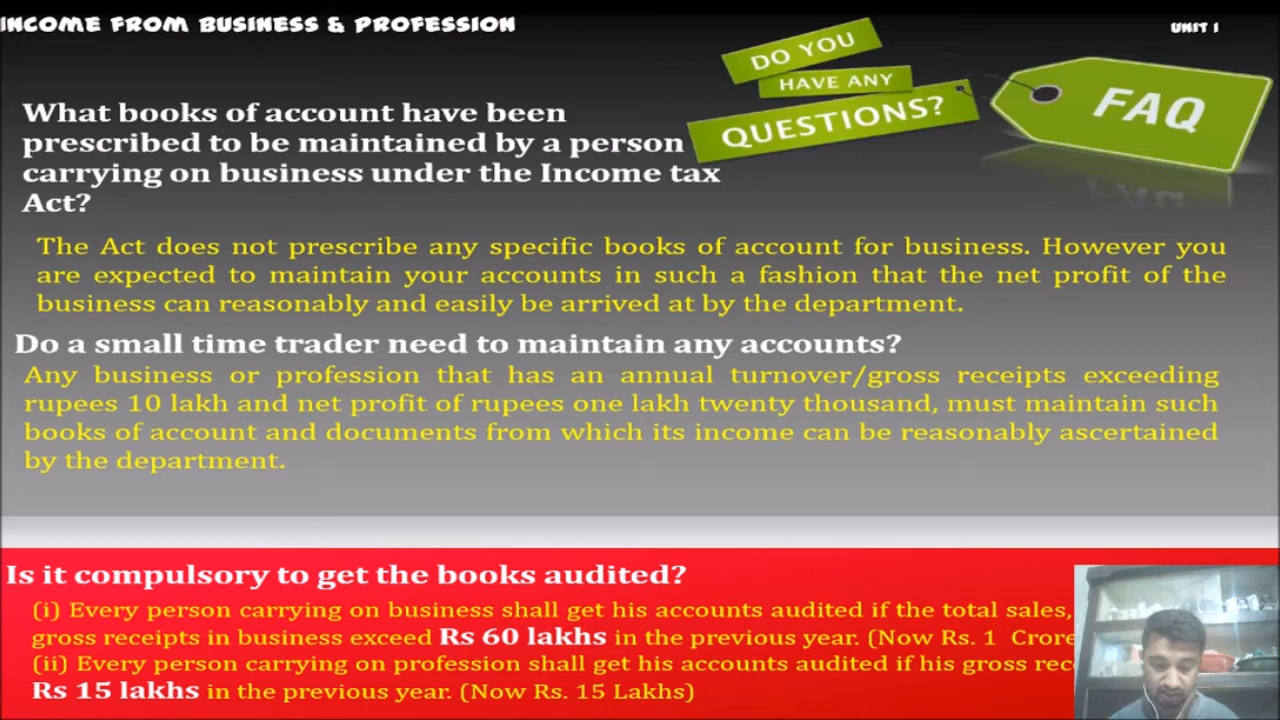 INCOME FROM BUSINESS & PROFESSION
UNIT I
DO YOU
HAVE ANY
QUESTIONS?
FAQ
What books of account have been
prescribed to be maintained by a person
carrying on business under the Income tax
Act?
The Act does not prescribe any specific books of account for business. However you
are expected to maintain your accounts in such a fashion that the net profit of the
business can reasonably and easily be arrived at by the department.
Do a small time trader need to maintain any accounts?
Any business or profession that has an annual turnover/gross receipts exceeding
rupees 10 lakh and net profit of rupees one lakh twenty thousand, must maintain such
books of account and documents from which its income can be reasonably ascertained
by the department.
Is it compulsory to get the books audited?
(i) Every person carrying on business shall get his accounts audited if the total sales,
gross receipts in business exceed Rs 60 lakhs in the previous year. (Now Rs. 1 Crore
(ii) Every person carrying on profession shall get his accounts audited if his gross
Rs 15 lakhs in the previous year. (Now Rs. 15 Lakhs)